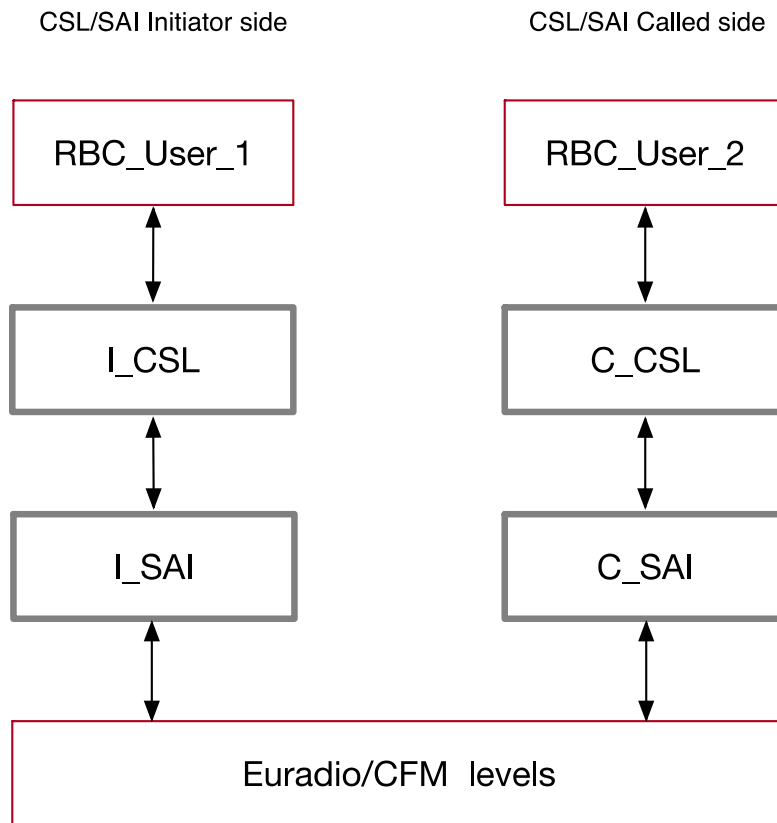 CSL/SAI Initiator side
CSL/SAI Called side
RBC_User_1
RBC_User_2
I_CSL
C_CSL
I_SAI
C_SAI
Euradio/CFM levels